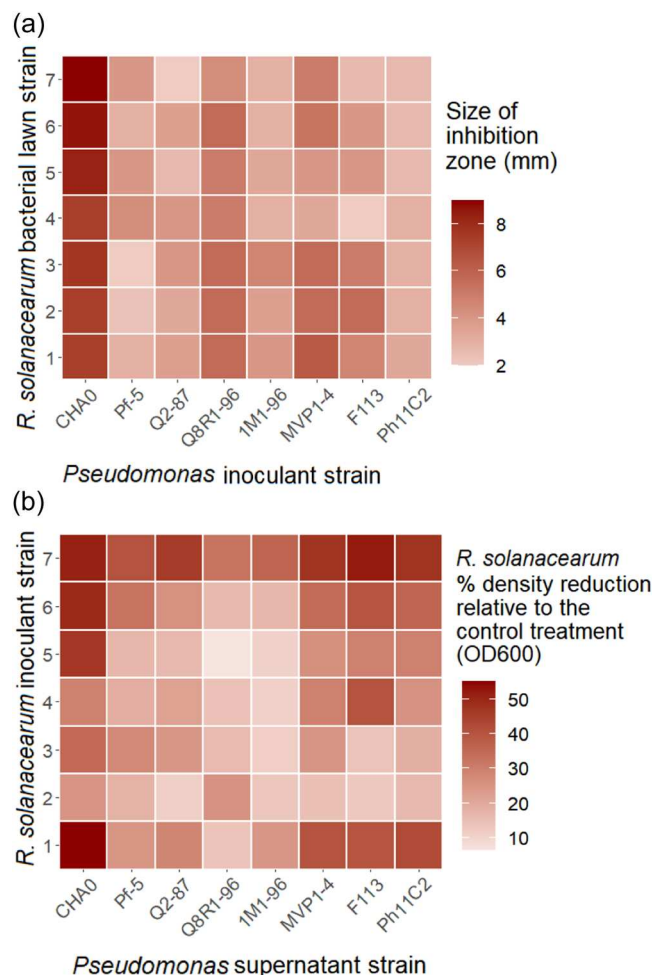 (a)
R. solanacearum bacterial lawn strain
7
6
5
4
3
2
1
CHA0 Pf-5 Q2-87 Q8R1-96 1M1-96 MVP1-4 F113 Ph11C2
Pseudomonas inoculant strain
Size of
inhibition
zone (mm)
8
6
4
2
(b)
R. solanacearum inoculant strain
7
6
5
4
3
2
1
CHA0 Pf-5 Q2-87 Q8R1-96 1M1-96 MVP1-4 F113 Ph11C2
Pseudomonas supernatant strain
R. solanacearum
% density reduction
relative to the
control treatment
(OD600)
50
40
30
20
10